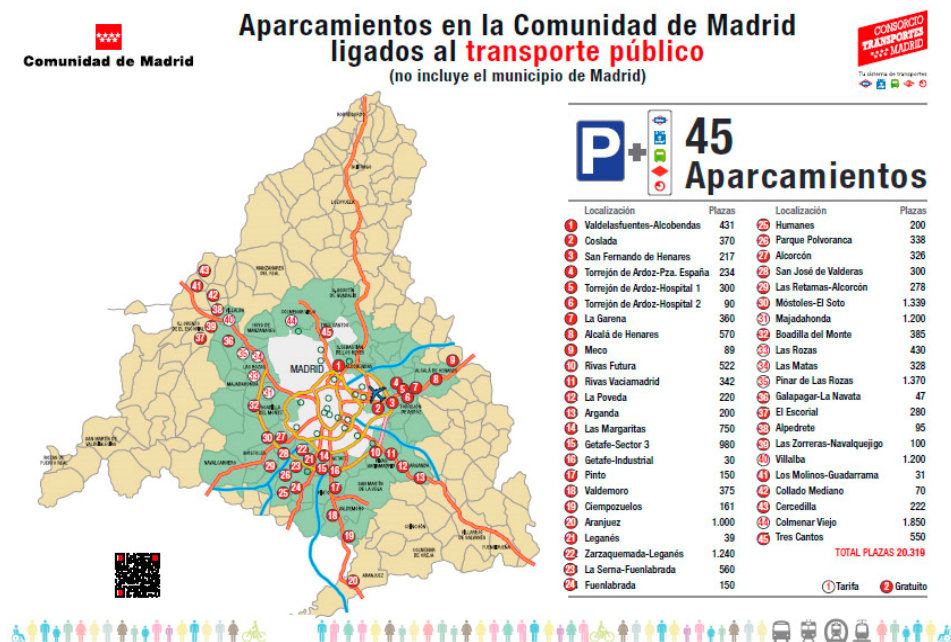 Comunidad de Madrid
Aparcamientos en la Comunidad de Madrid
ligados al transporte público
(no incluye el municipio de Madrid)
CONSORCIO
TRANSPORTES
MADRID
Tu sistema de transportes
P + 45
Aparcamientos
Localización Plazas
1 Valdelasfuentes-Alcobendas 431
2 Coslada 370
3 San Fernando de Henares 217
4 Torrejón de Ardoz-Pza. España 234
5 Torrejón de Ardoz-Hospital 1 300
6 Torrejón de Ardoz-Hospital 2 90
7 La Garena 360
8 Alcalá de Henares 570
9 Meco 89
10 Rivas Futura 522
11 Rivas Vaciamadrid 342
12 La Poveda 220
13 Arganda 200
14 Las Margaritas 750
15 Getafe-Sector 3 980
16 Getafe-Industrial 30
17 Pinto 150
18 Valdemoro 375
19 Ciempozuelos 161
20 Aranjuez 1.000
21 Leganés 39
22 Zarzaquemada-Leganés 1.240
23 La Serna-Fuenlabrada 560
24 Fuenlabrada 150
Localización Plazas
25 Humanes 200
26 Parque Polvoranca 338
27 Alcorcón 326
28 San José de Valderas 300
29 Las Retamas-Alcorcón 278
30 Móstoles-El Soto 1.339
31 Majadahonda 1.200
32 Boadilla del Monte 385
33 Las Rozas 430
34 Las Matas 328
35 Pinar de Las Rozas 1.370
36 Galapagar-La Navata 47
37 El Escorial 280
38 Alpedrete 95
39 Las Zorreras-Navalquejigo 100
40 Villalba 1.200
41 Los Molinos-Guadarrama 31
42 Collado Mediano 70
43 Cercedilla 222
44 Colmenar Viejo 1.850
45 Tres Cantos 550
TOTAL PLAZAS 20.319
1 Tarifa 2 Gratuito
MADRID